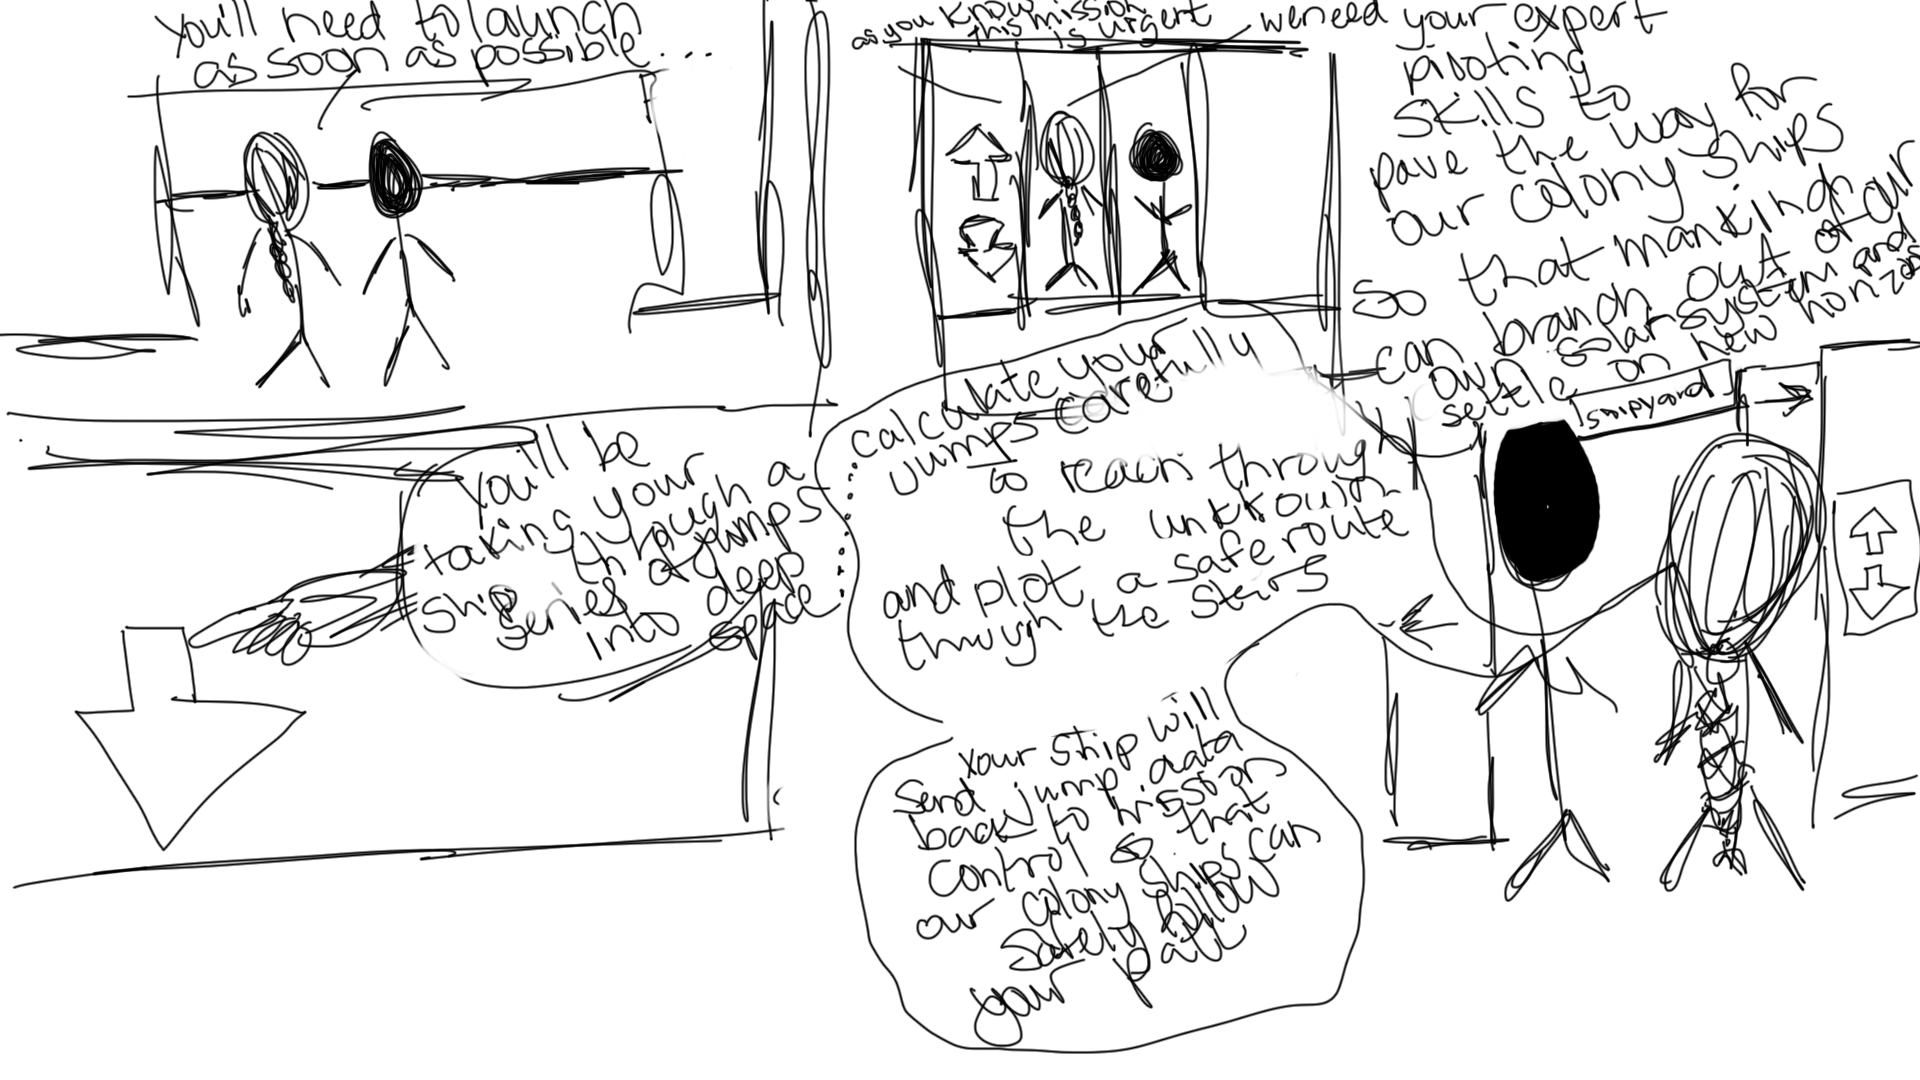 you'll need to launch
as soon as possible...
as you know
this mission
is urgent
we need your expert
piloting
skills to
pave the way for
our colony ships
so that mankind
can branch out of our
own solar system and
settle on new horizons
shipyard
You'll be
taking your
ship through a
series of jumps
into deep
space
calculate your
jumps carefully
to reach through
the unknown
and plot a safe route
through the stars
Your ship will
send jump data
back to mission
control so that
our colony ships can
safely follow
your path